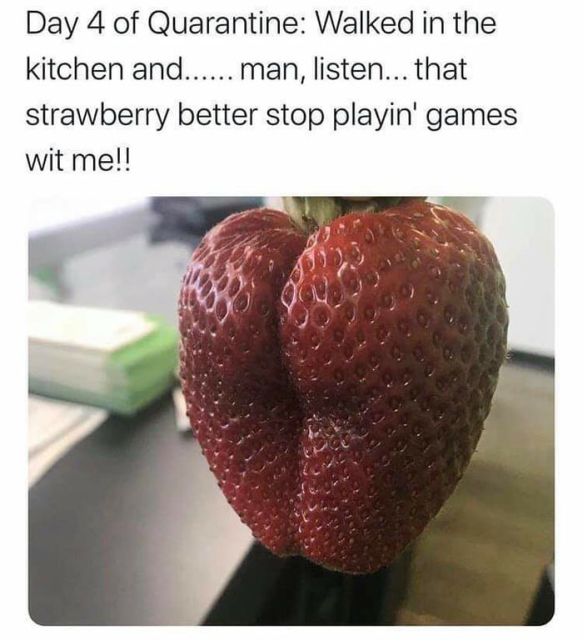 Day 4 of Quarantine: Walked in the
kitchen and...... man, listen... that
strawberry better stop playin' games
wit me!!